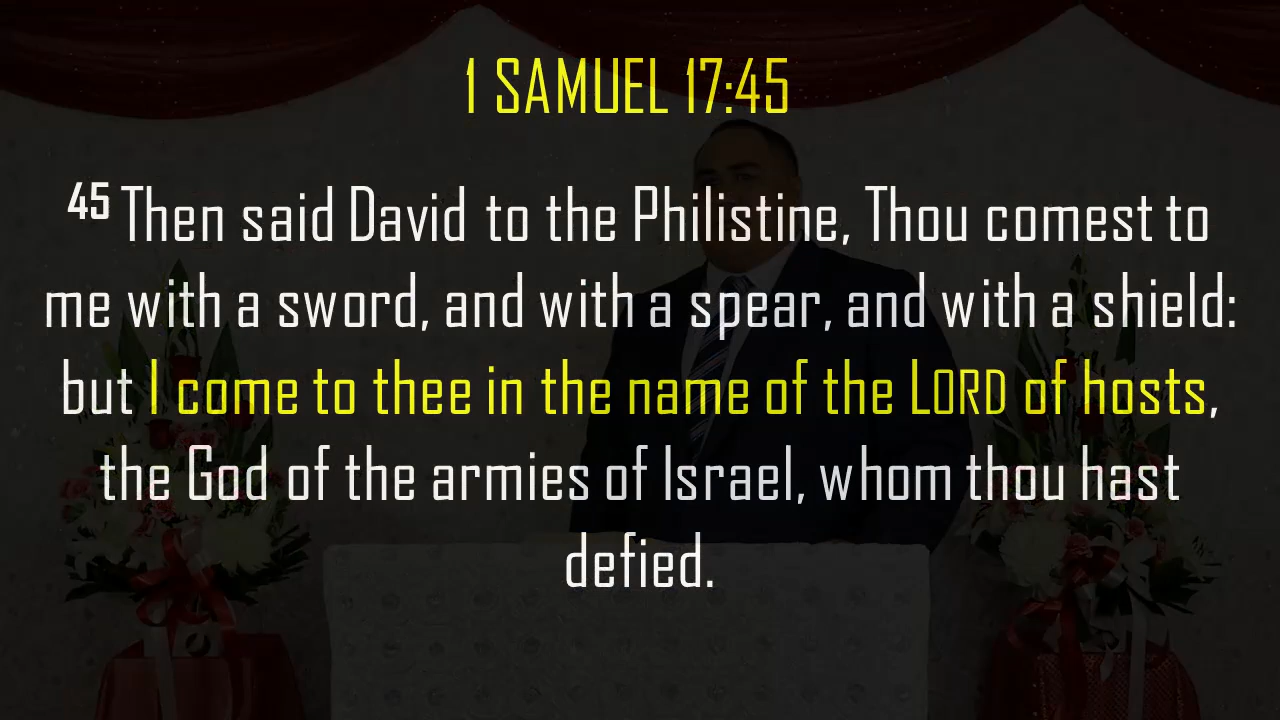 1 SAMUEL 17:45
45 Then said David to the Philistine, Thou comest to
me with a sword, and with a spear, and with a shield:
but I come to thee in the name of the LORD of hosts,
the God of the armies of Israel, whom thou hast
defied.